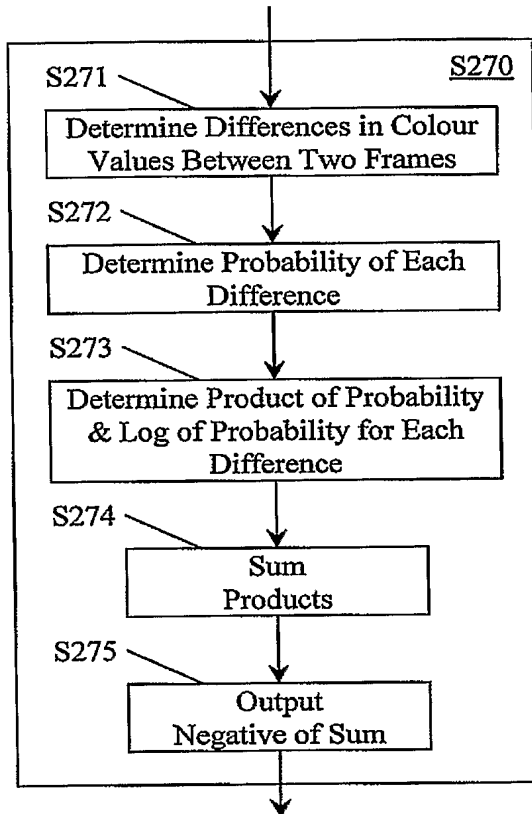 S270
S271
Determine Differences in Colour
Values Between Two Frames
S272
Determine Probability of Each
Difference
S273
Determine Product of Probability
& Log of Probability for Each
Difference
S274
Sum
Products
S275
Output
Negative of Sum